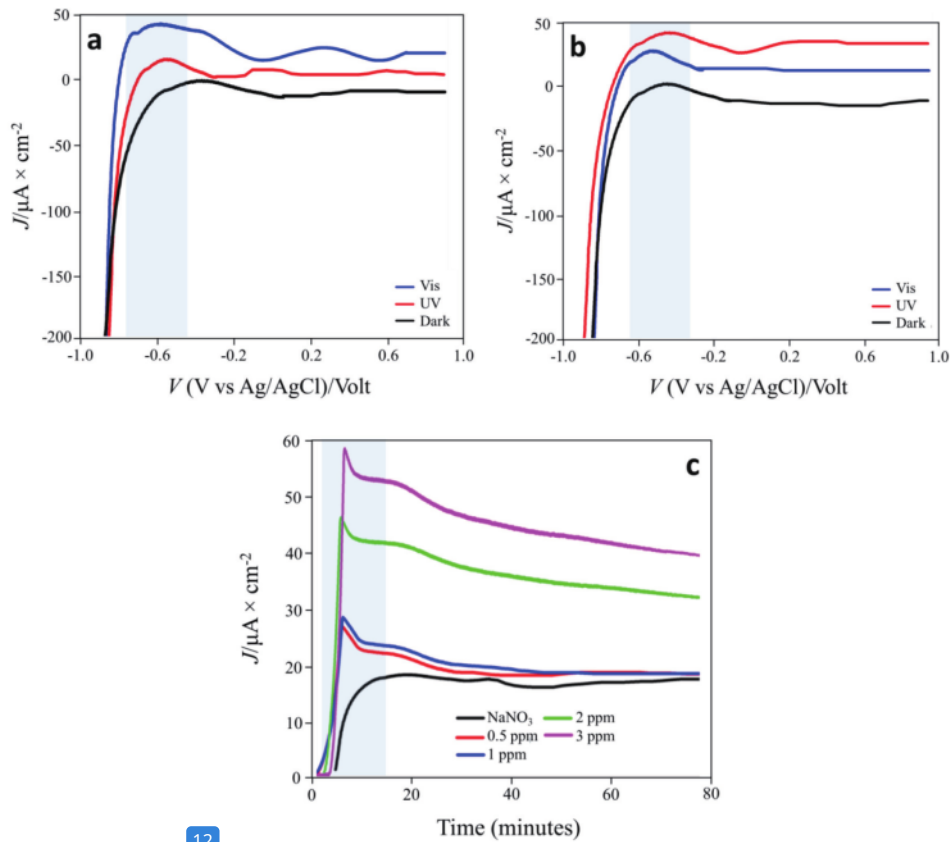 a
50
0
-50
-100
-150
-200
J/µA × cm⁻²
Vis
UV
Dark
-1.0 -0.6 -0.2 0.2 0.6 1.0
V (V vs Ag/AgCl)/Volt
b
50
0
-50
-100
-150
-200
J/µA × cm⁻²
Vis
UV
Dark
-1.0 -0.6 -0.2 0.2 0.6 1.0
V (V vs Ag/AgCl)/Volt
c
60
50
40
30
20
10
0
J/µA × cm⁻²
NaNO₃ 2 ppm
0.5 ppm 3 ppm
1 ppm
0 20 40 60 80
Time (minutes)
12